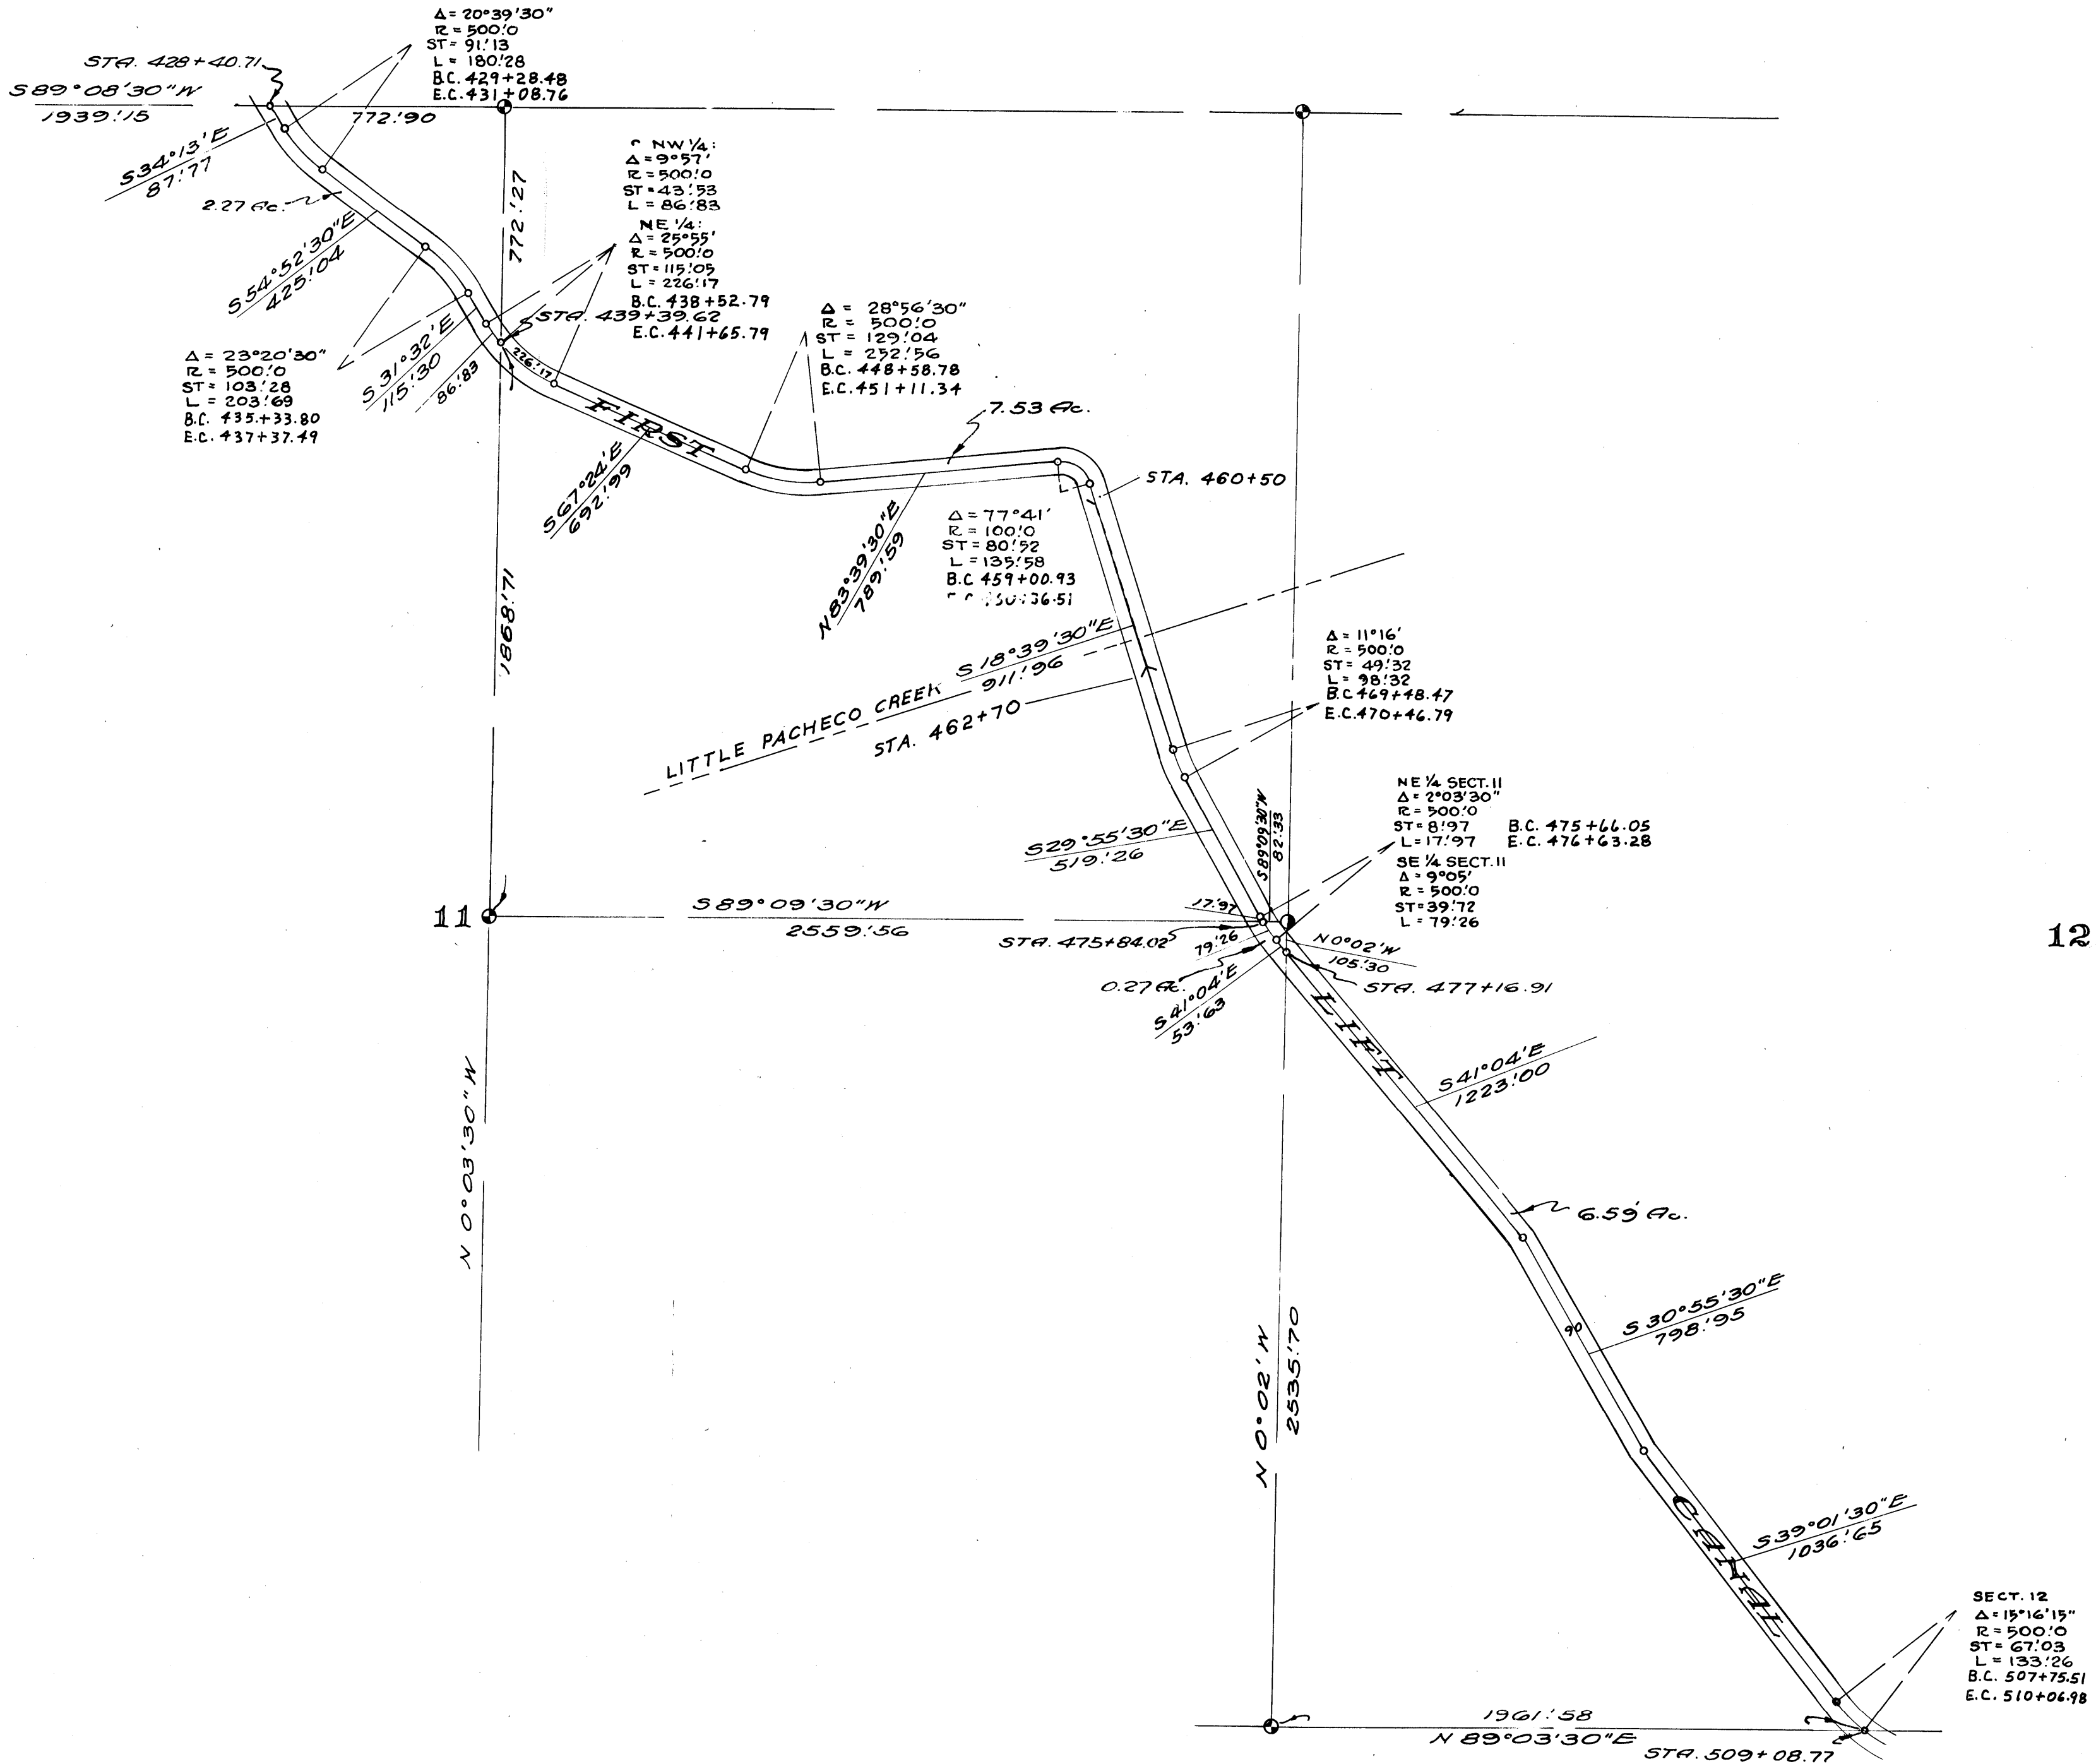 Δ = 20°39'30"
R = 500.'0
ST = 91.'13
L = 180.'28
B.C. 429+28.48
E.C. 431+08.76
STA. 428+40.71
S 89°08'30"W
1939.'15
772.'90
S 34°13'E
87.'77
2.27 Ac.
S 54°52'30"E
425.'04
772.'27
NW 1/4:
Δ = 9°57'
R = 500.'0
ST = 43.'53
L = 86.'83
NE 1/4:
Δ = 25°55'
R = 500.'0
ST = 115.'05
L = 226.'17
B.C. 438+52.79
STA. 439+39.62
E.C. 441+65.79
Δ = 23°20'30"
R = 500.'0
ST = 103.'28
L = 203.'69
B.C. 435+33.80
E.C. 437+37.49
S 31°32'E
115.'30
86.'83
226.'17
Δ = 28°56'30"
R = 500.'0
ST = 129.'04
L = 252.'56
B.C. 448+58.78
E.C. 451+11.34
7.53 Ac.
FIRST
S 67°24'E
692.'99
STA. 460+50
N 83°39'30"E
789.'59
Δ = 77°41'
R = 100.'0
ST = 80.'52
L = 135.'58
B.C 459+00.93
36.51
1868.'71
S 18°39'30"E
911.'96
LITTLE PACHECO CREEK
STA. 462+70
Δ = 11°16'
R = 500.'0
ST = 49.'32
L = 98.'32
B.C 469+48.47
E.C. 470+46.79
NE 1/4 SECT. 11
Δ = 2°03'30"
R = 500.'0
ST = 8.'97 B.C. 475+66.05
L = 17.'97 E.C. 476+63.28
SE 1/4 SECT. 11
Δ = 9°05'
R = 500.'0
ST = 39.'72
L = 79.'26
S 29°55'30"E
519.'26
S 89°09'30"W
82.'33
11
S 89°09'30"W
2559.'56
17.'97
STA. 475+84.02
79.'26
0.27 Ac.
S 41°04'E
53.'63
N 0°02'W
105.'30
STA. 477+16.91
12
LIFT
S 41°04'E
1223.'00
N 0°03'30"W
6.59 Ac.
S 30°55'30"E
798.'95
90
N 0°02'W
2535.'70
CANAL
S 39°01'30"E
1036.'65
SECT. 12
Δ = 15°16'15"
R = 500.'0
ST = 67.'03
L = 133.'26
B.C. 507+75.51
E.C. 510+06.98
1961.'58
N 89°03'30"E
STA. 509+08.77